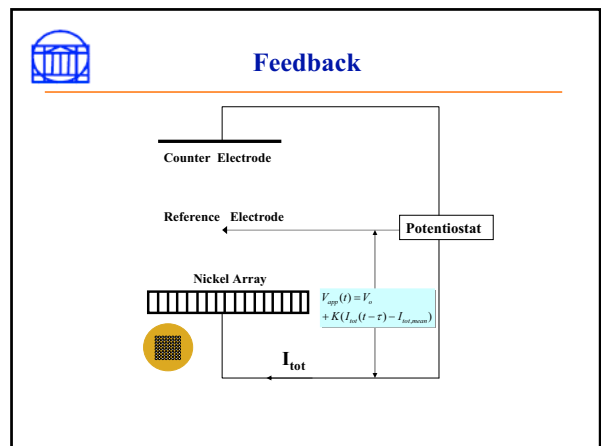 Feedback
Counter Electrode
Reference Electrode
Potentiostat
Nickel Array
V_app(t) = V_o
+ K(I_tot(t − τ) − I_tot,mean)
I_tot